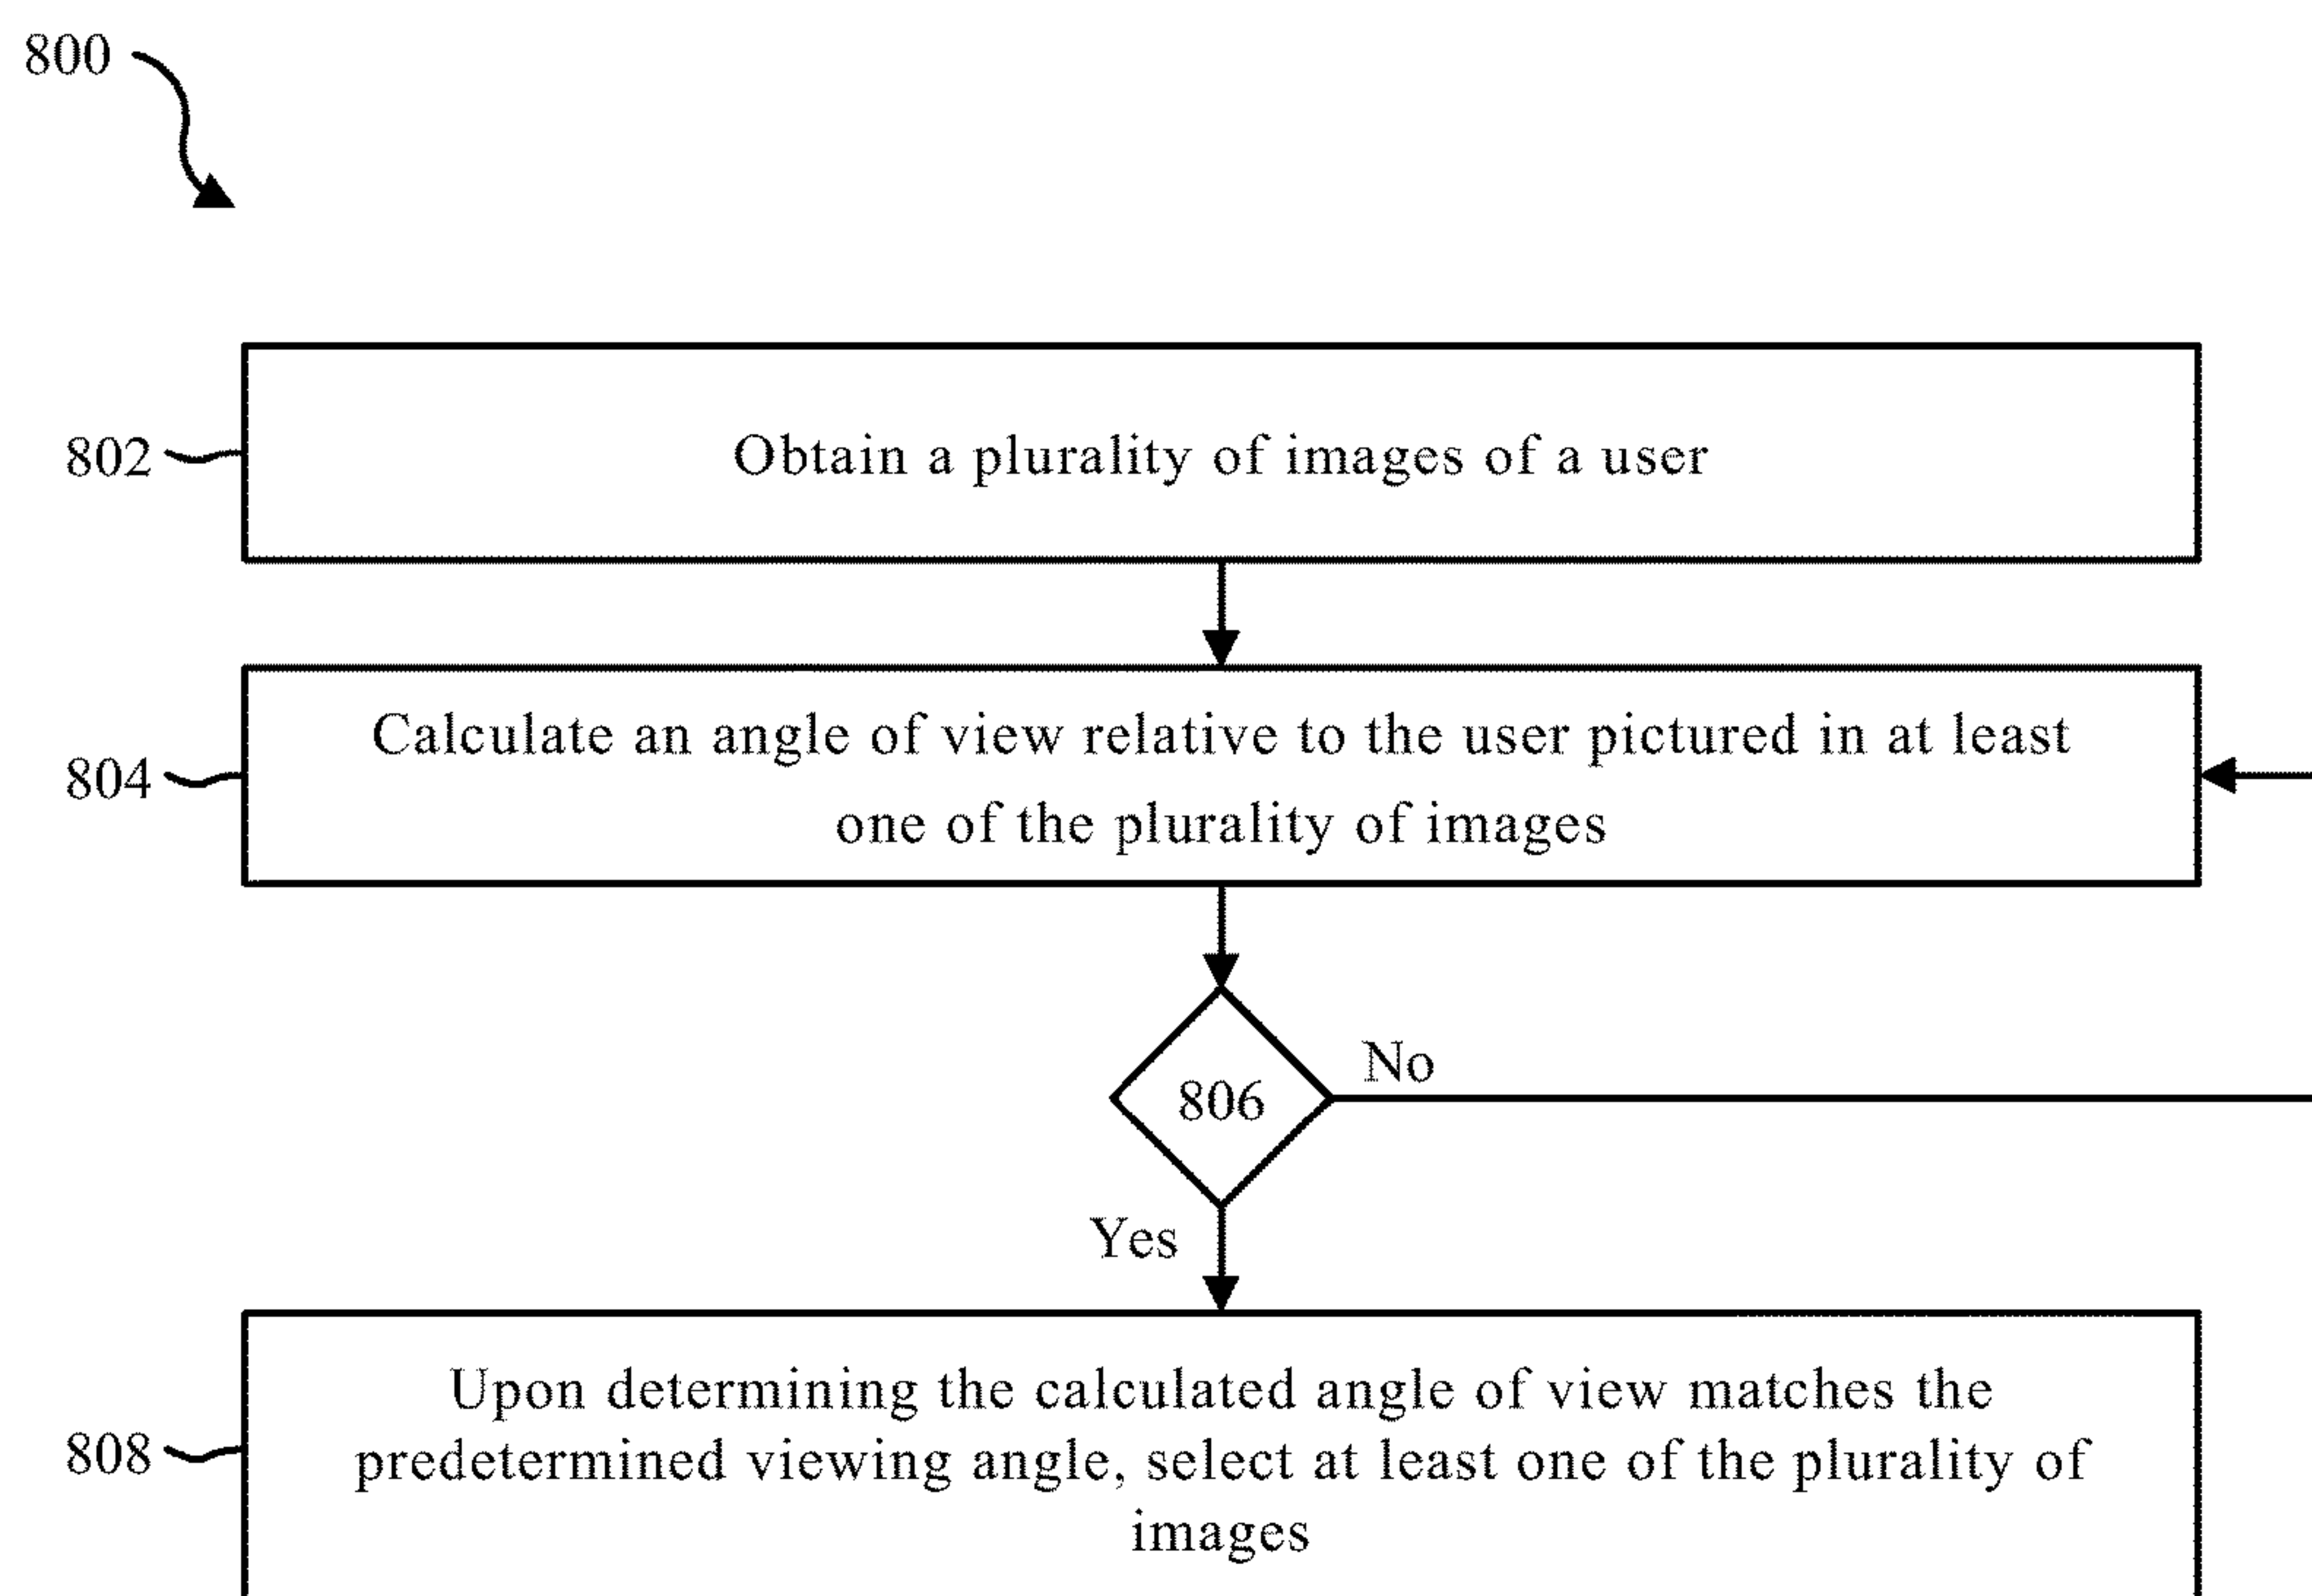 800
802
Obtain a plurality of images of a user
804
Calculate an angle of view relative to the user pictured in at least
one of the plurality of images
806
No
Yes
808
Upon determining the calculated angle of view matches the
predetermined viewing angle, select at least one of the plurality of
images